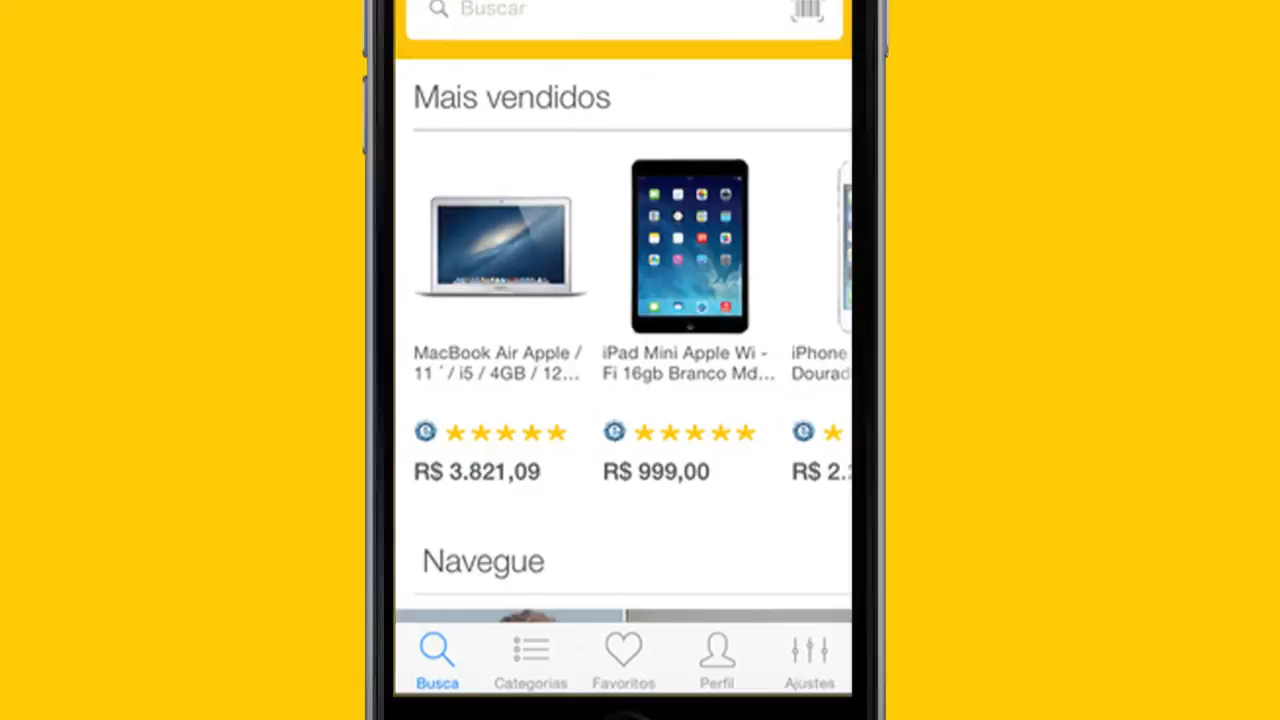 Buscar
Mais vendidos
MacBook Air Apple /
11 ´ / i5 / 4GB / 12...
iPad Mini Apple Wi -
Fi 16gb Branco Md...
iPhone
Dourad
R$ 3.821,09
R$ 999,00
R$ 2.
Navegue
Busca
Categorias
Favoritos
Perfil
Ajustes